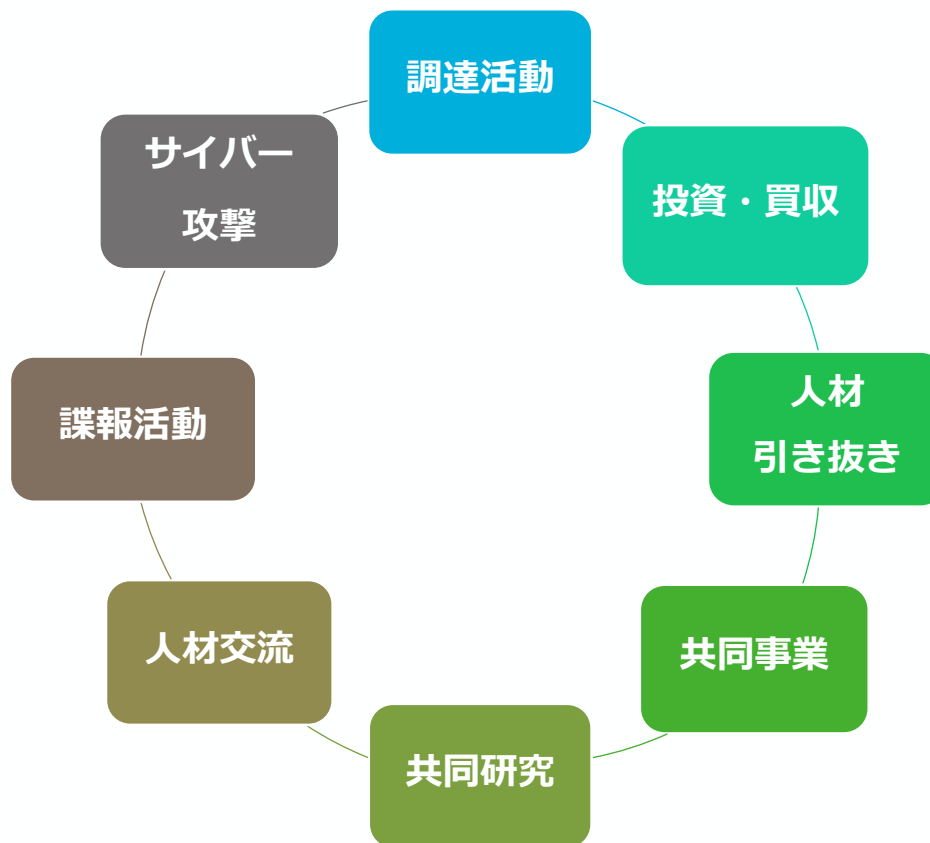 調達活動
投資・買収
人材
引き抜き
共同事業
共同研究
人材交流
諜報活動
サイバー
攻撃